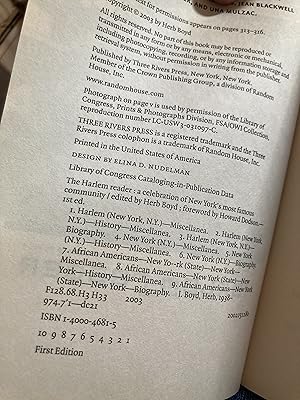 JEAN BLACKWELL
AND UNA MULZAC.
for permissions appears on pages 313–316.
Copyright © 2003 by Herb Boyd
All rights reserved. No part of this book may be reproduced or
transmitted in any form or by any means, electronic or mechanical,
including photocopying, recording, or by any information storage and
retrieval system, without permission in writing from the publisher.
Published by Three Rivers Press, New York, New York.
Member of the Crown Publishing Group, a division of Random
House, Inc.
www.randomhouse.com
Photograph on page v is used by permission of the Library of
Congress, Prints & Photographs Division, FSA/OWI Collection,
reproduction number LC-USW3-031097-C.
THREE RIVERS PRESS is a registered trademark and the Three
Rivers Press colophon is a trademark of Random House, Inc.
Printed in the United States of America
DESIGN BY ELINA D. NUDELMAN
Library of Congress Cataloging-in-Publication Data
The Harlem reader : a celebration of New York's most famous
community / edited by Herb Boyd ; foreword by Howard Dodson.—
1st ed.
1. Harlem (New York, N.Y.)—Miscellanea. 2. Harlem (New York,
N.Y.)—History—Miscellanea. 3. Harlem (New York, N.Y.)—
Biography. 4. New York (N.Y.)—Miscellanea. 5. New York
(N.Y.)—History—Miscellanea. 6. New York (N.Y.)—Biography.
7. African Americans—New Yo--rk (State)—New York—
Miscellanea. 8. African Americans—New York (State)—New
York—History—Miscellanea. 9. African Americans—New York
(State)—New York—Biography. I. Boyd, Herb, 1938–
F128.68.H3 H33 2003
974.7'1—dc21
ISBN 1-4000-4681-5
10 9 8 7 6 5 4 3 2 1
First Edition